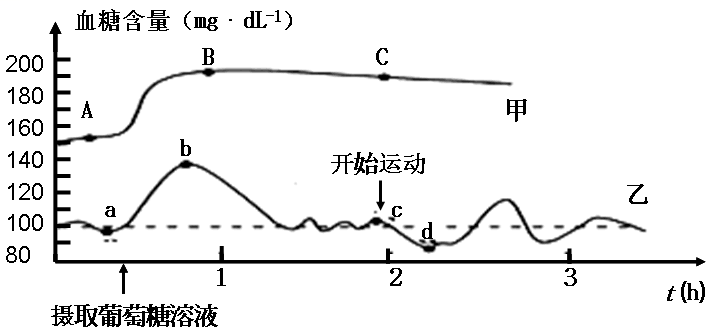 血糖含量（mg · dL⁻¹）
200
180
160
140
120
100
80
A
B
C
甲
a
b
开始运动
c
d
乙
1
2
3
t(h)
摄取葡萄糖溶液